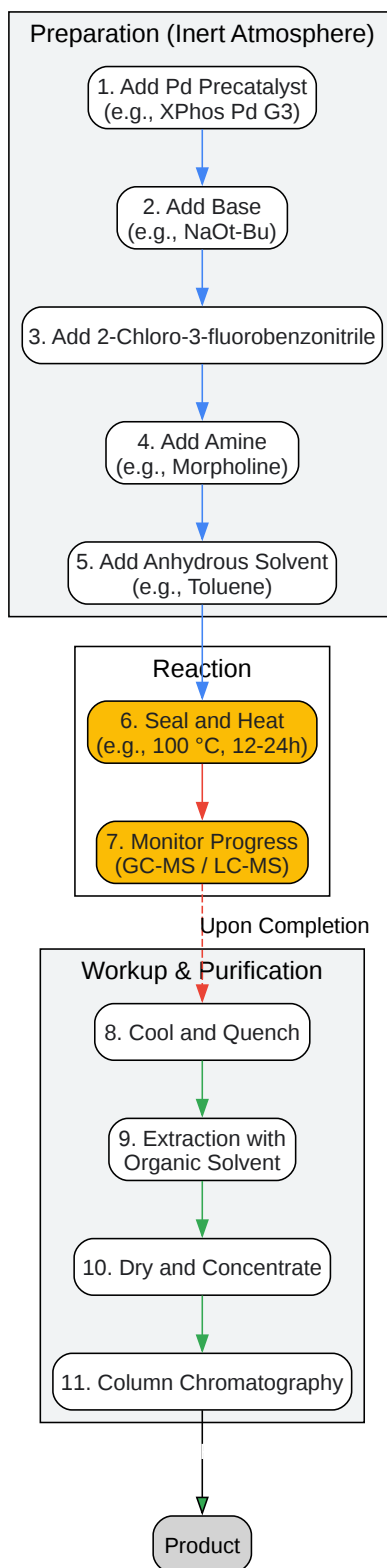 Preparation (Inert Atmosphere)
1. Add Pd Precatalyst
(e.g., XPhos Pd G3)
2. Add Base
(e.g., NaOt-Bu)
3. Add 2-Chloro-3-fluorobenzonitrile
4. Add Amine
(e.g., Morpholine)
5. Add Anhydrous Solvent
(e.g., Toluene)
Reaction
6. Seal and Heat
(e.g., 100 °C, 12-24h)
7. Monitor Progress
(GC-MS / LC-MS)
Upon Completion
Workup & Purification
8. Cool and Quench
9. Extraction with
Organic Solvent
10. Dry and Concentrate
11. Column Chromatography
Product